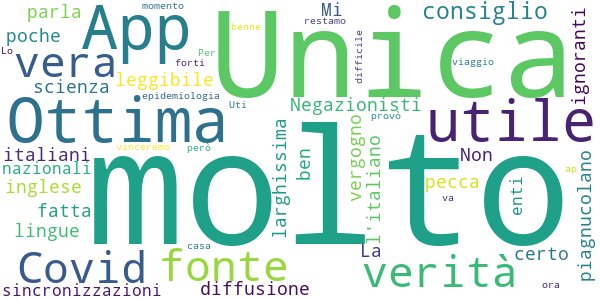 parla
momento
App
Unica
Mi
restamo
consiglio
poche
Lo
vera
Per
benne
forti
difficile
viaggio
ignoranti
scienza
leggibile
epidemiologia
Uti
Negazionisti
provò
Ottima
utile
vinceremo
però
italiani
nazionali
molto
larghissima
ben
vergogno
l'italiano
La
Non
va
pecca
enti
ap
piagnucolano
inglese
fatta
lingue
casa
Covid
fonte
verità
certo
sincronizzazioni
diffusione
ora